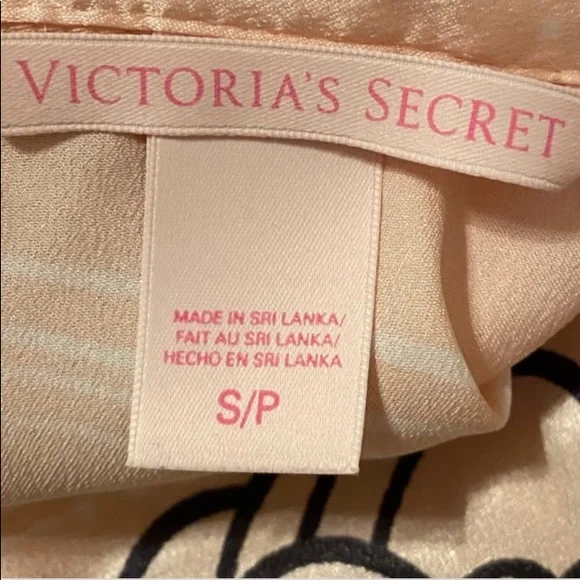 VICTORIA'S SECRET
MADE IN SRI LANKA/
FAIT AU SRI LANKA/
HECHO EN SRI LANKA
S/P